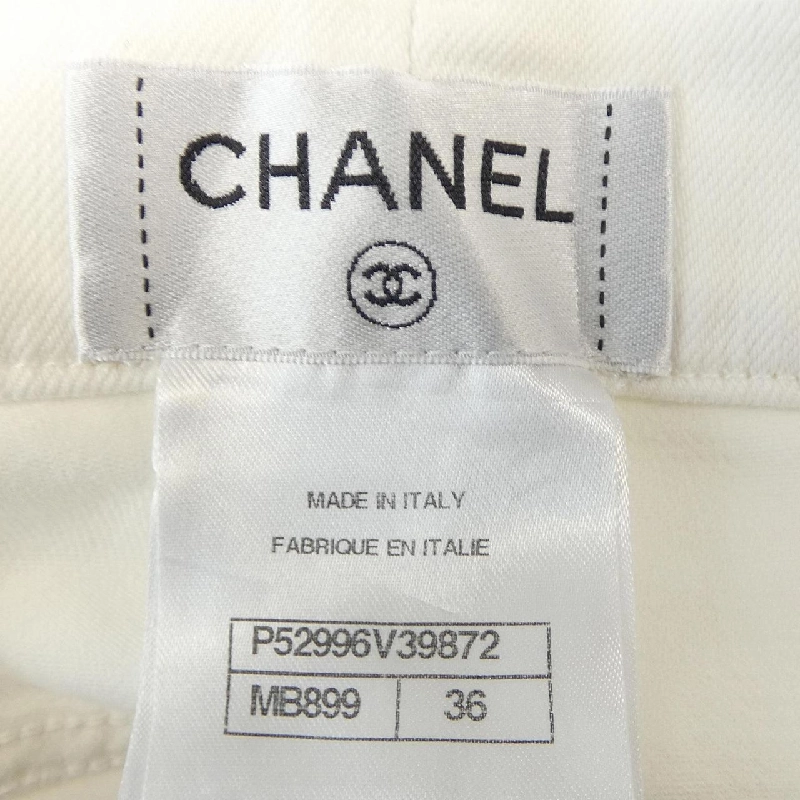 CHANEL
MADE IN ITALY
FABRIQUE EN ITALIE
P52996V39872
MB899 36